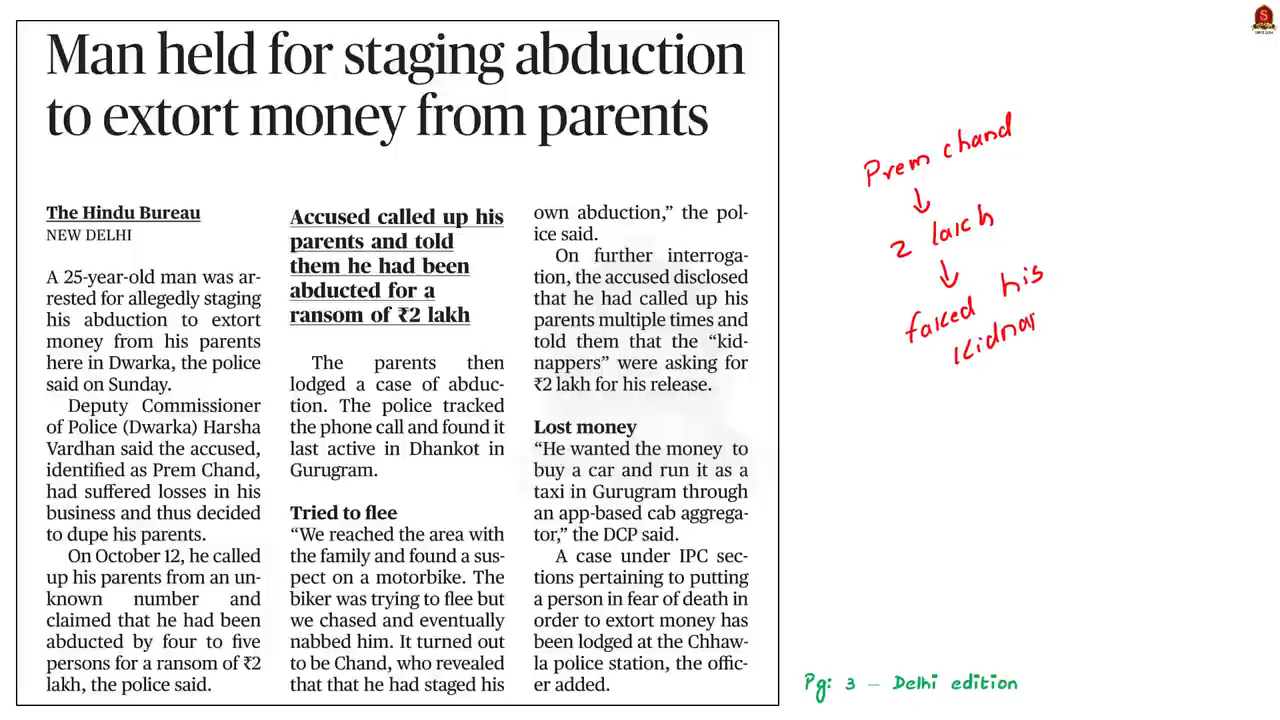 Man held for staging abduction
to extort money from parents
The Hindu Bureau
NEW DELHI
A 25-year-old man was ar-
rested for allegedly staging
his abduction to extort
money from his parents
here in Dwarka, the police
said on Sunday.
Deputy Commissioner
of Police (Dwarka) Harsha
Vardhan said the accused,
identified as Prem Chand,
had suffered losses in his
business and thus decided
to dupe his parents.
On October 12, he called
up his parents from an un-
known number and
claimed that he had been
abducted by four to five
persons for a ransom of ₹2
lakh, the police said.
Accused called up his
parents and told
them he had been
abducted for a
ransom of ₹2 lakh
The parents then
lodged a case of abduc-
tion. The police tracked
the phone call and found it
last active in Dhankot in
Gurugram.
Tried to flee
“We reached the area with
the family and found a sus-
pect on a motorbike. The
biker was trying to flee but
we chased and eventually
nabbed him. It turned out
to be Chand, who revealed
that that he had staged his
own abduction,” the pol-
ice said.
On further interroga-
tion, the accused disclosed
that he had called up his
parents multiple times and
told them that the “kid-
nappers” were asking for
₹2 lakh for his release.
Lost money
“He wanted the money to
buy a car and run it as a
taxi in Gurugram through
an app-based cab aggrega-
tor,” the DCP said.
A case under IPC sec-
tions pertaining to putting
a person in fear of death in
order to extort money has
been lodged at the Chhaw-
la police station, the offic-
er added.
Prem chand
↓
2 lakh
↓
faked his
Kidnap
Pg: 3 – Delhi edition